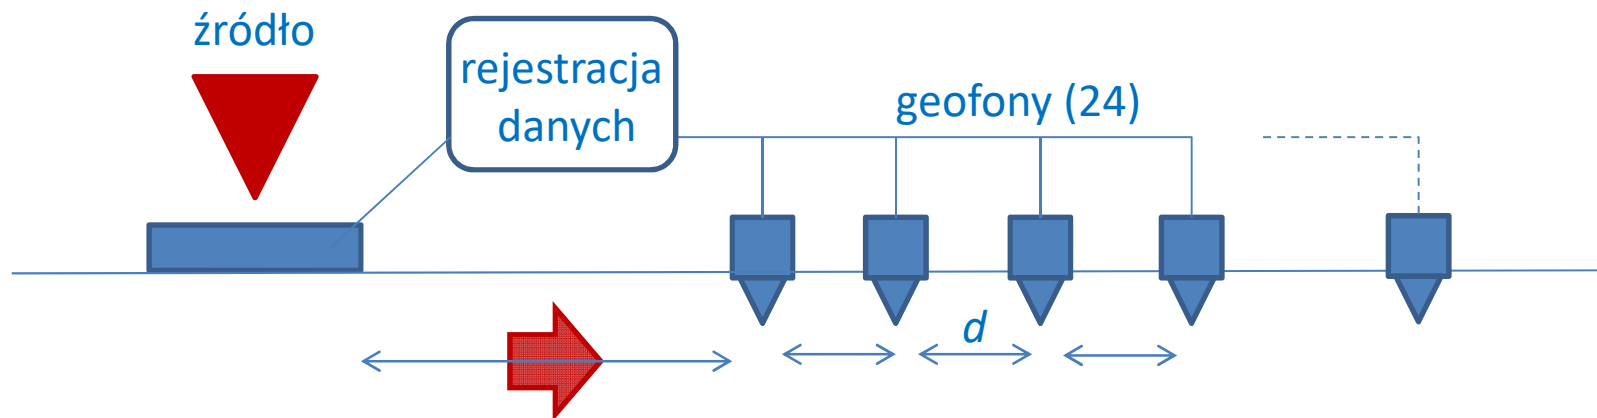 źródło
rejestracja
danych
geofony (24)
d